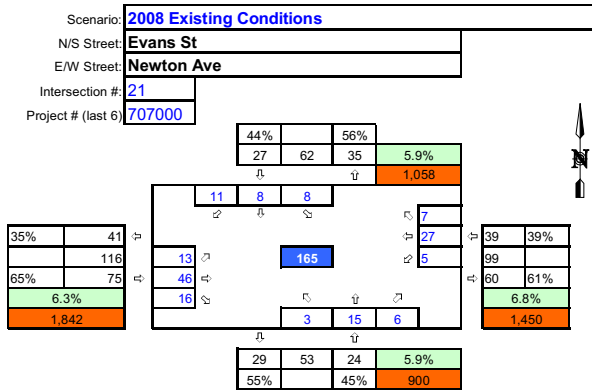 Scenario: 2008 Existing Conditions
N/S Street: Evans St
E/W Street: Newton Ave
Intersection #: 21
Project # (last 6) 707000
N
44% 56%
27 62 35 5.9%
1,058
11 8 8
7
35% 41 27 39 39%
116 13 165 5 99
65% 75 46 60 61%
6.3% 16 6.8%
1,842 3 15 6 1,450
29 53 24 5.9%
55% 45% 900